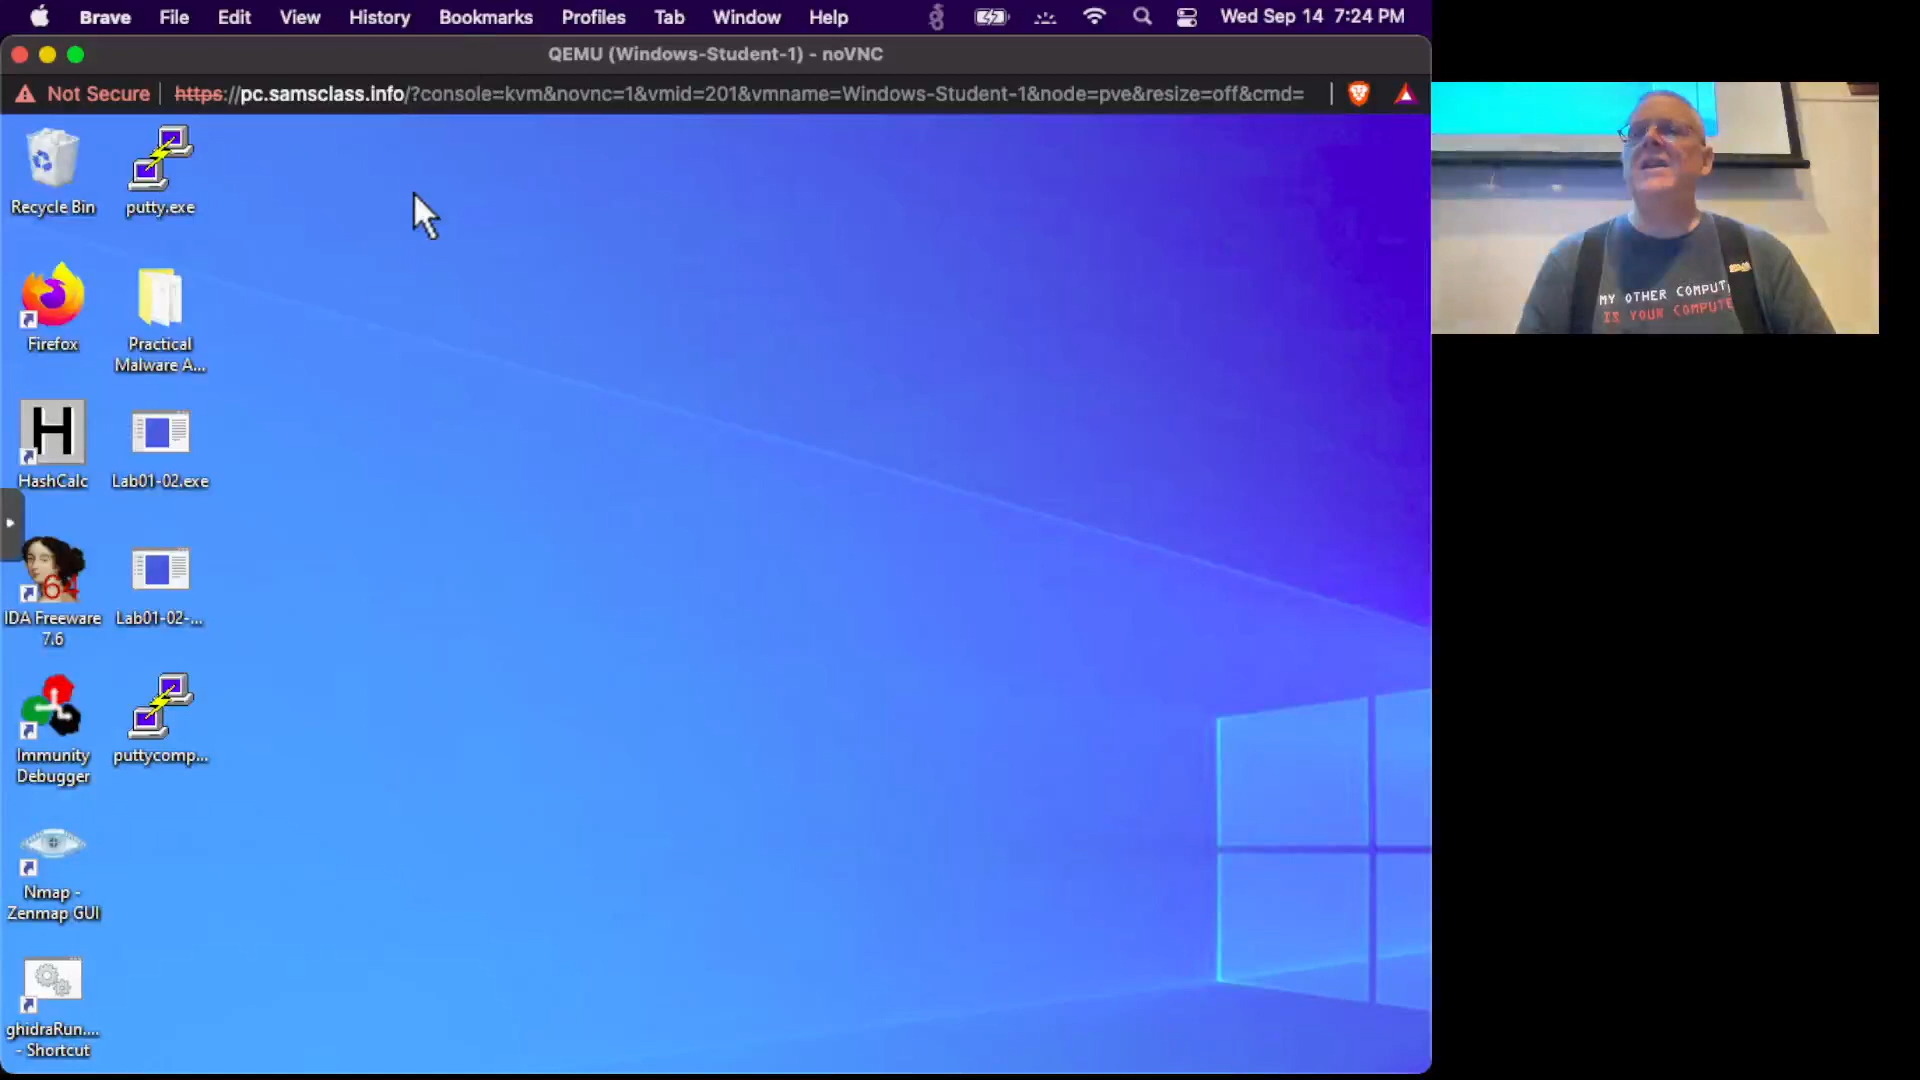 Brave File Edit View History Bookmarks Profiles Tab Window Help Wed Sep 14 7:24 PM
QEMU (Windows-Student-1) - noVNC
Not Secure | https://pc.samsclass.info/?console=kvm&novnc=1&vmid=201&vmname=Windows-Student-1&node=pve&resize=off&cmd=
Recycle Bin
putty.exe
Firefox
Practical
Malware A...
H
HashCalc
Lab01-02.exe
64
IDA Freeware
7.6
Lab01-02-...
Immunity
Debugger
puttycomp...
Nmap -
Zenmap GUI
ghidraRun....
- Shortcut
MY OTHER COMPUT
IS YOUR COMPUTE